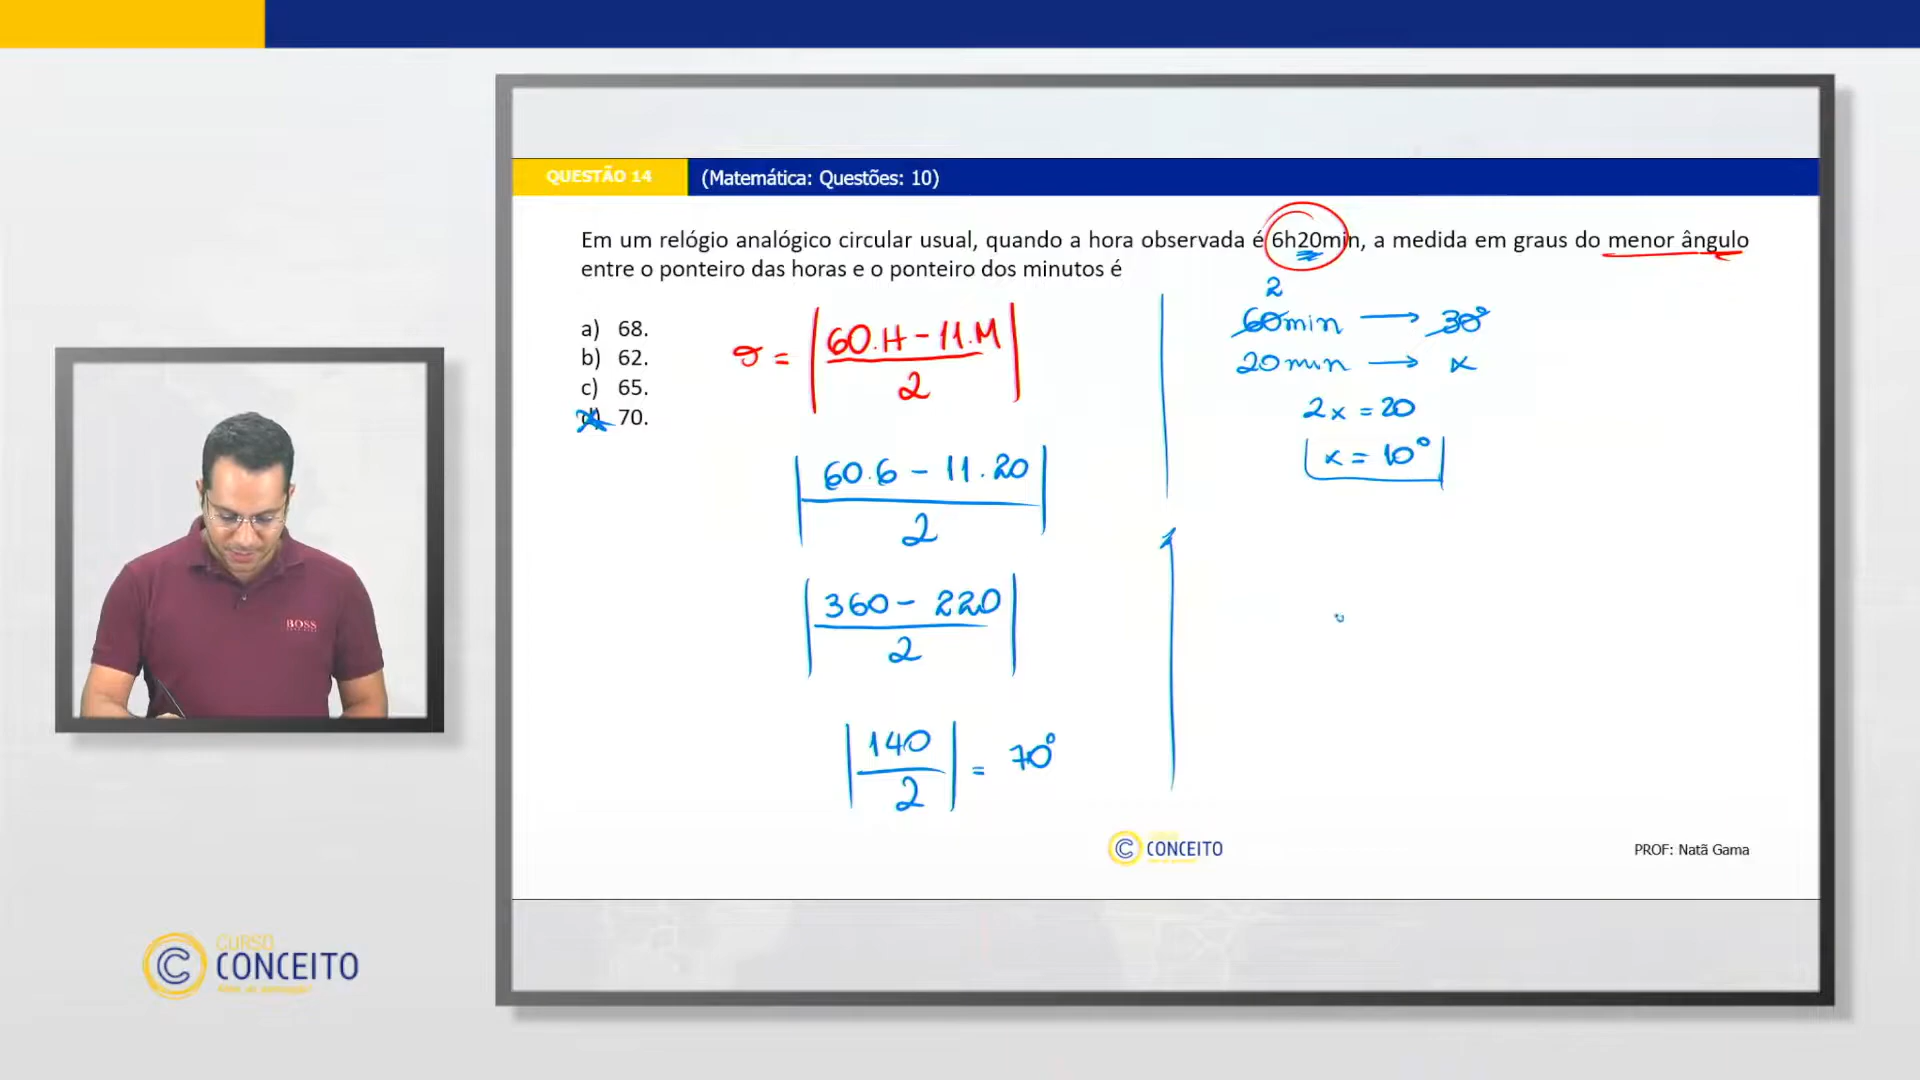 QUESTÃO 14
(Matemática: Questões: 10)
Em um relógio analógico circular usual, quando a hora observada é 6h20min, a medida em graus do menor ângulo
entre o ponteiro das horas e o ponteiro dos minutos é
a) 68.
b) 62.
c) 65.
d) 70.
= |60.H - 11.M / 2|
|60.6 - 11.20 / 2|
|360 - 220 / 2|
|140 / 2| = 70°
2
60min → 30°
20min → x
2x = 20
x = 10°
BOSS
CURSO
CONCEITO
CONCEITO
PROF: Natã Gama